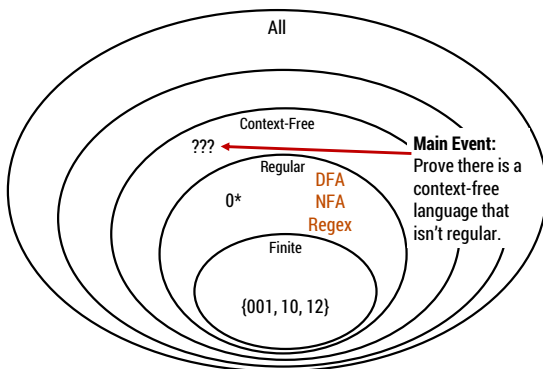 All
Context-Free
???
Main Event:
Prove there is a
context-free
language that
isn't regular.
Regular
DFA
0*
NFA
Regex
Finite
{001, 10, 12}